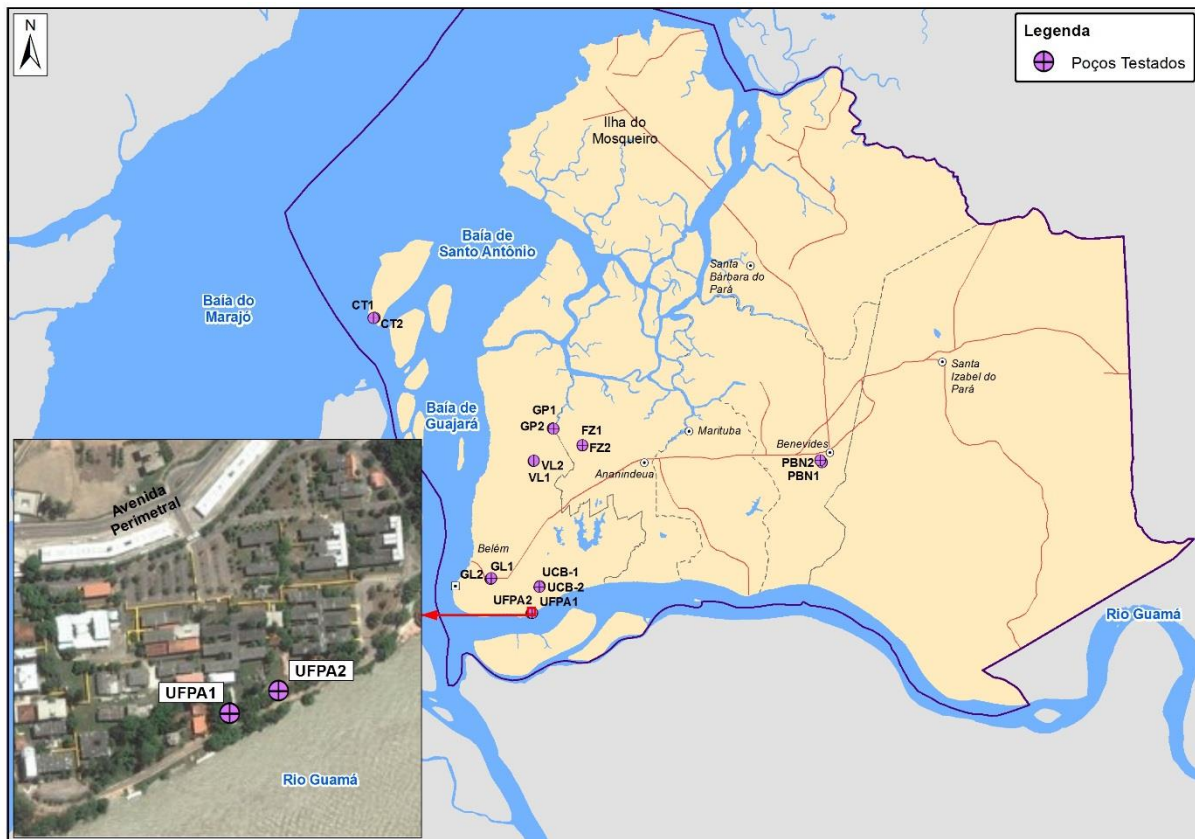 N
Legenda
Poços Testados
Ilha do
Mosqueiro
Baía de
Santo Antônio
Baía do
Marajó
Santa
Bárbara do
Pará
CT1
CT2
Santa
Izabel do
Pará
Baía de
Guajará
GP1
GP2
FZ1
FZ2
Marituba
Benevides
VL2
VL1
Ananindeua
PBN2
PBN1
Avenida
Perimetral
Belém
GL2
GL1
UCB-1
UCB-2
UFPA2
UFPA1
Rio Guamá
UFPA1
UFPA2
Rio Guamá